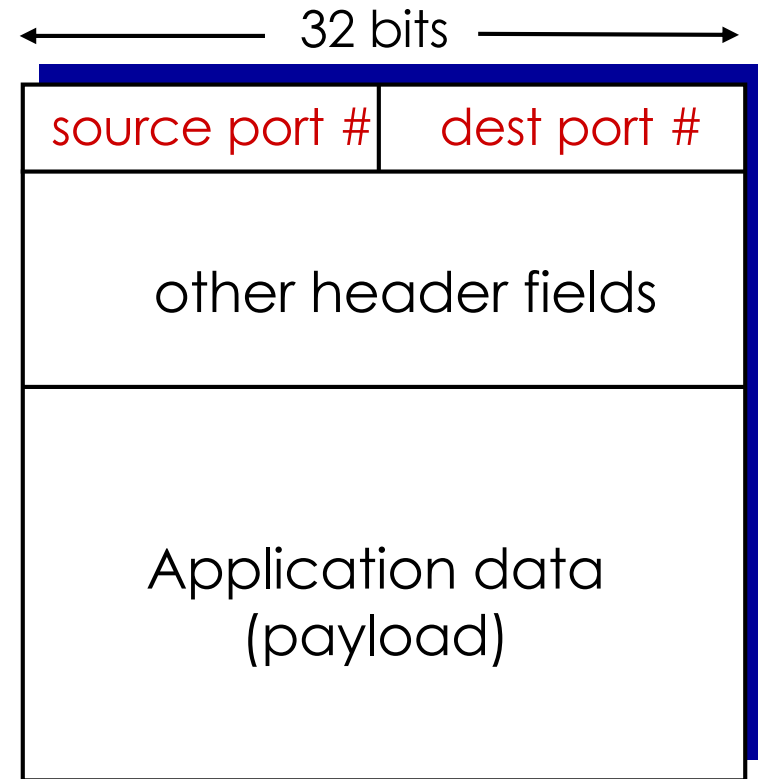 32 bits
source port # dest port #
other header fields
Application data
(payload)